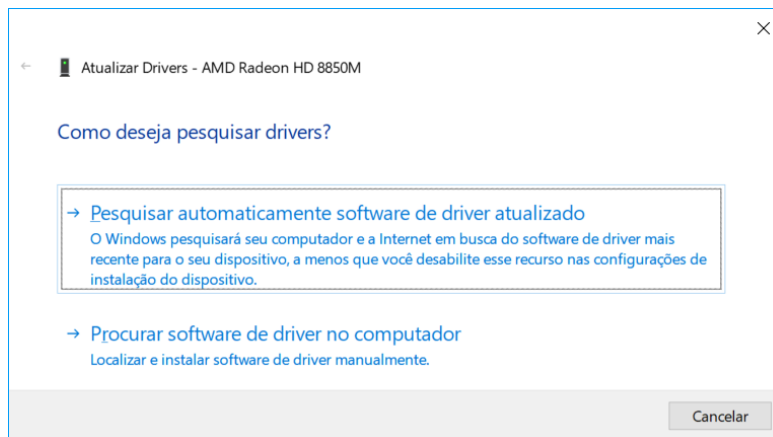 Atualizar Drivers - AMD Radeon HD 8850M
Como deseja pesquisar drivers?
Pesquisar automaticamente software de driver atualizado
O Windows pesquisará seu computador e a Internet em busca do software de driver mais
recente para o seu dispositivo, a menos que você desabilite esse recurso nas configurações de
instalação do dispositivo.
Procurar software de driver no computador
Localizar e instalar software de driver manualmente.
Cancelar